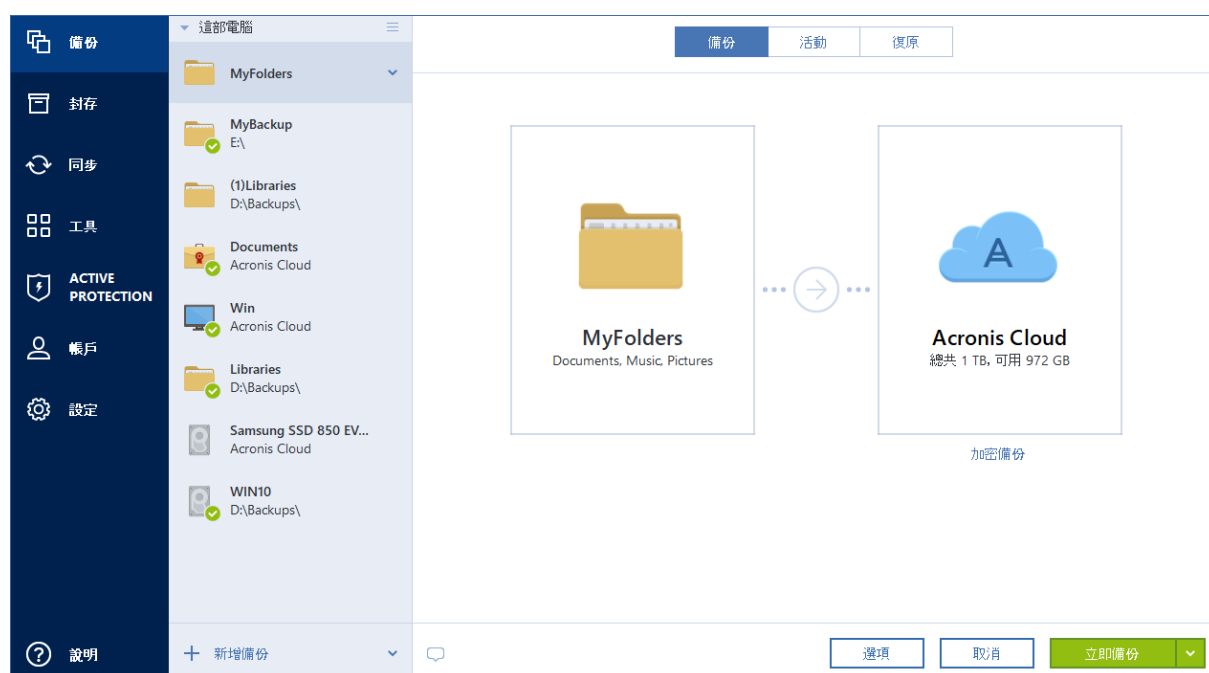 備份
封存
同步
工具
ACTIVE
PROTECTION
帳戶
設定
說明
這部電腦
MyFolders
MyBackup
E:\
(1)Libraries
D:\Backups\
Documents
Acronis Cloud
Win
Acronis Cloud
Libraries
D:\Backups\
Samsung SSD 850 EV...
Acronis Cloud
WIN10
D:\Backups\
新增備份
備份
活動
復原
MyFolders
Documents, Music, Pictures
Acronis Cloud
總共 1 TB, 可用 972 GB
加密備份
選項
取消
立即備份